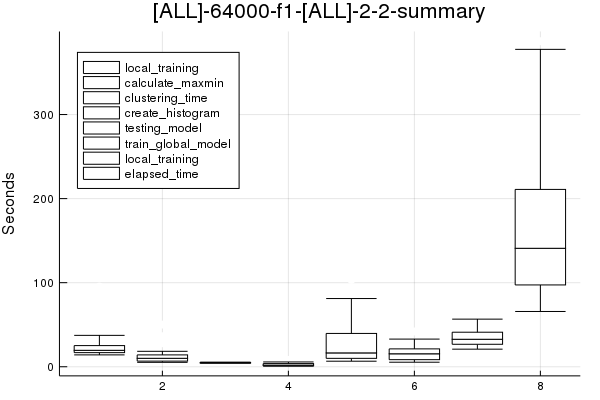 [ALL]-64000-f1-[ALL]-2-2-summary
local_training
calculate_maxmin
clustering_time
create_histogram
testing_model
train_global_model
local_training
elapsed_time
Seconds
300
200
100
0
2
4
6
8